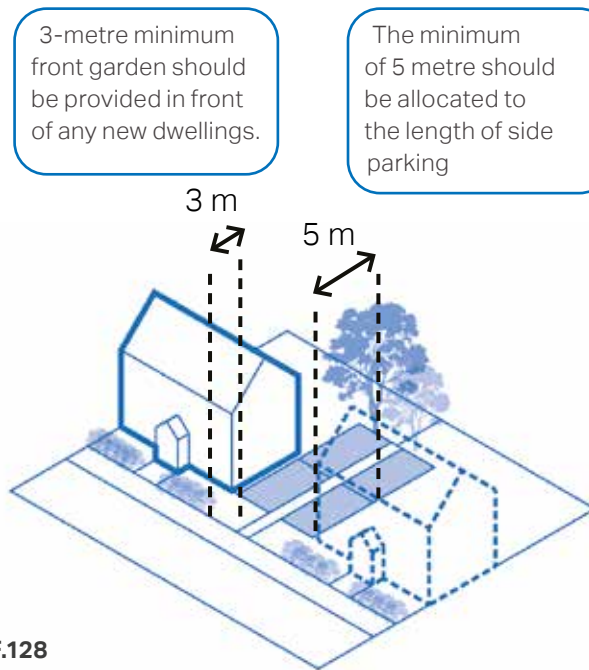 3-metre minimum
front garden should
be provided in front
of any new dwellings.
The minimum
of 5 metre should
be allocated to
the length of side
parking
3 m
5 m
F.128